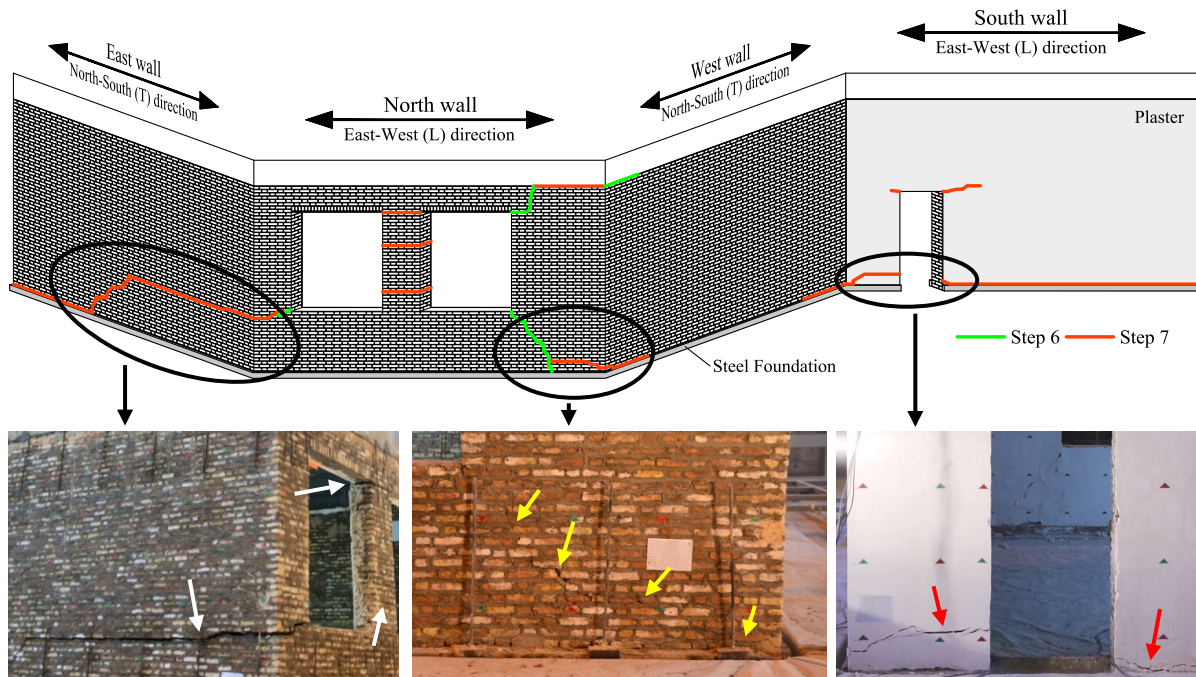 East wall
North-South (T) direction
North wall
East-West (L) direction
West wall
North-South (T) direction
South wall
East-West (L) direction
Plaster
Steel Foundation
Step 6
Step 7